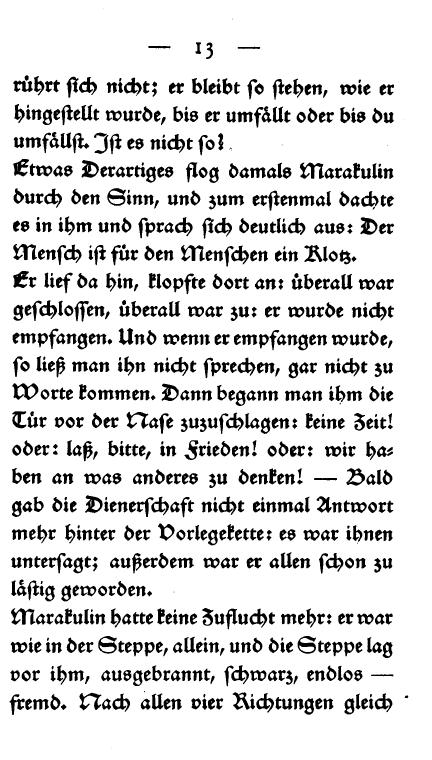 — 13 —
rührt sich nicht; er bleibt so stehen, wie er
hingestellt wurde, bis er umfällt oder bis du
umfällst. Ist es nicht so?
Etwas Derartiges flog damals Marakulin
durch den Sinn, und zum erstenmal dachte
es in ihm und sprach sich deutlich aus: Der
Mensch ist für den Menschen ein Klotz.
Er lief da hin, klopfte dort an: überall war
geschlossen, überall war zu: er wurde nicht
empfangen. Und wenn er empfangen wurde,
so ließ man ihn nicht sprechen, gar nicht zu
Worte kommen. Dann begann man ihm die
Tür vor der Nase zuzuschlagen: keine Zeit!
oder: laß, bitte, in Frieden! oder: wir ha-
ben an was anderes zu denken! — Bald
gab die Dienerschaft nicht einmal Antwort
mehr hinter der Vorlegekette: es war ihnen
untersagt; außerdem war er allen schon zu
lästig geworden.
Marakulin hatte keine Zuflucht mehr: er war
wie in der Steppe, allein, und die Steppe lag
vor ihm, ausgebrannt, schwarz, endlos —
fremd. Nach allen vier Richtungen gleich